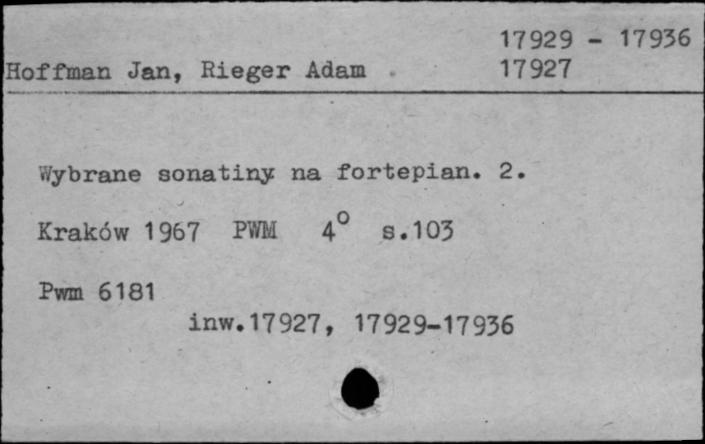 17929 - 17936
Hoffman Jan, Rieger Adam 17927
Wybrane sonatiny na fortepian. 2.
Kraków 1967 PWM 4° s.103
Pwm 6181
inw.17927, 17929-17936